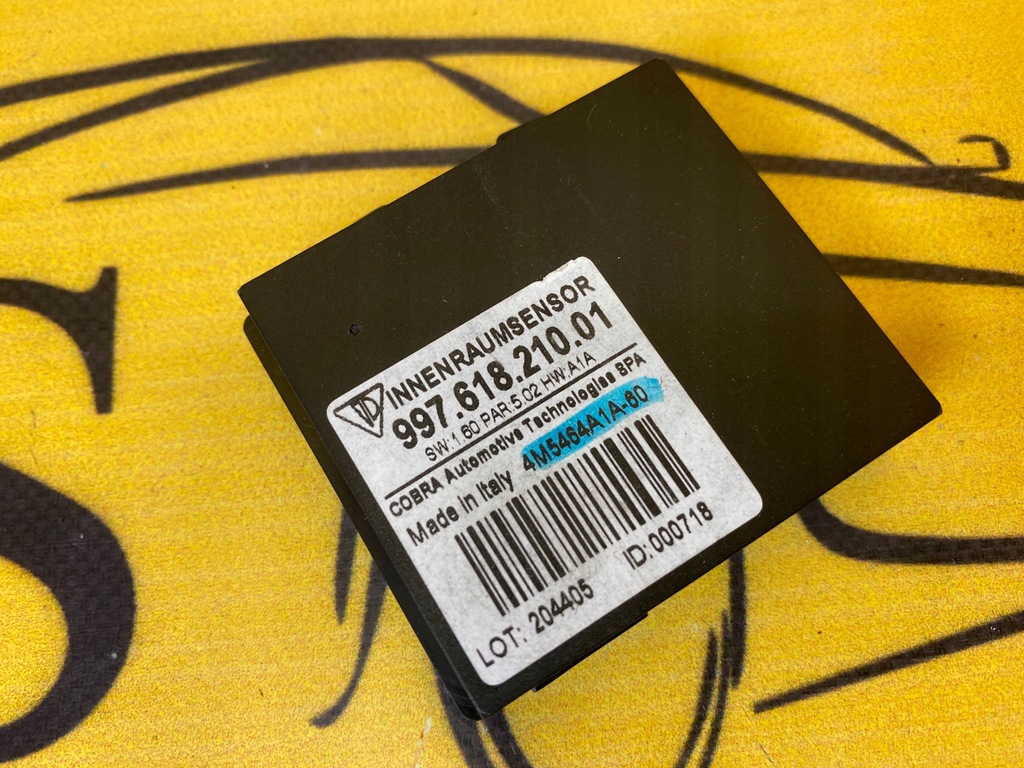 INNENRAUMSENSOR
997.618.210.01
SW:1.60 PAR:5.02 HW:A1A
COBRA Automotive Technologies SPA
Made in Italy 4M5464A1A-60
LOT: 204405 ID:000718